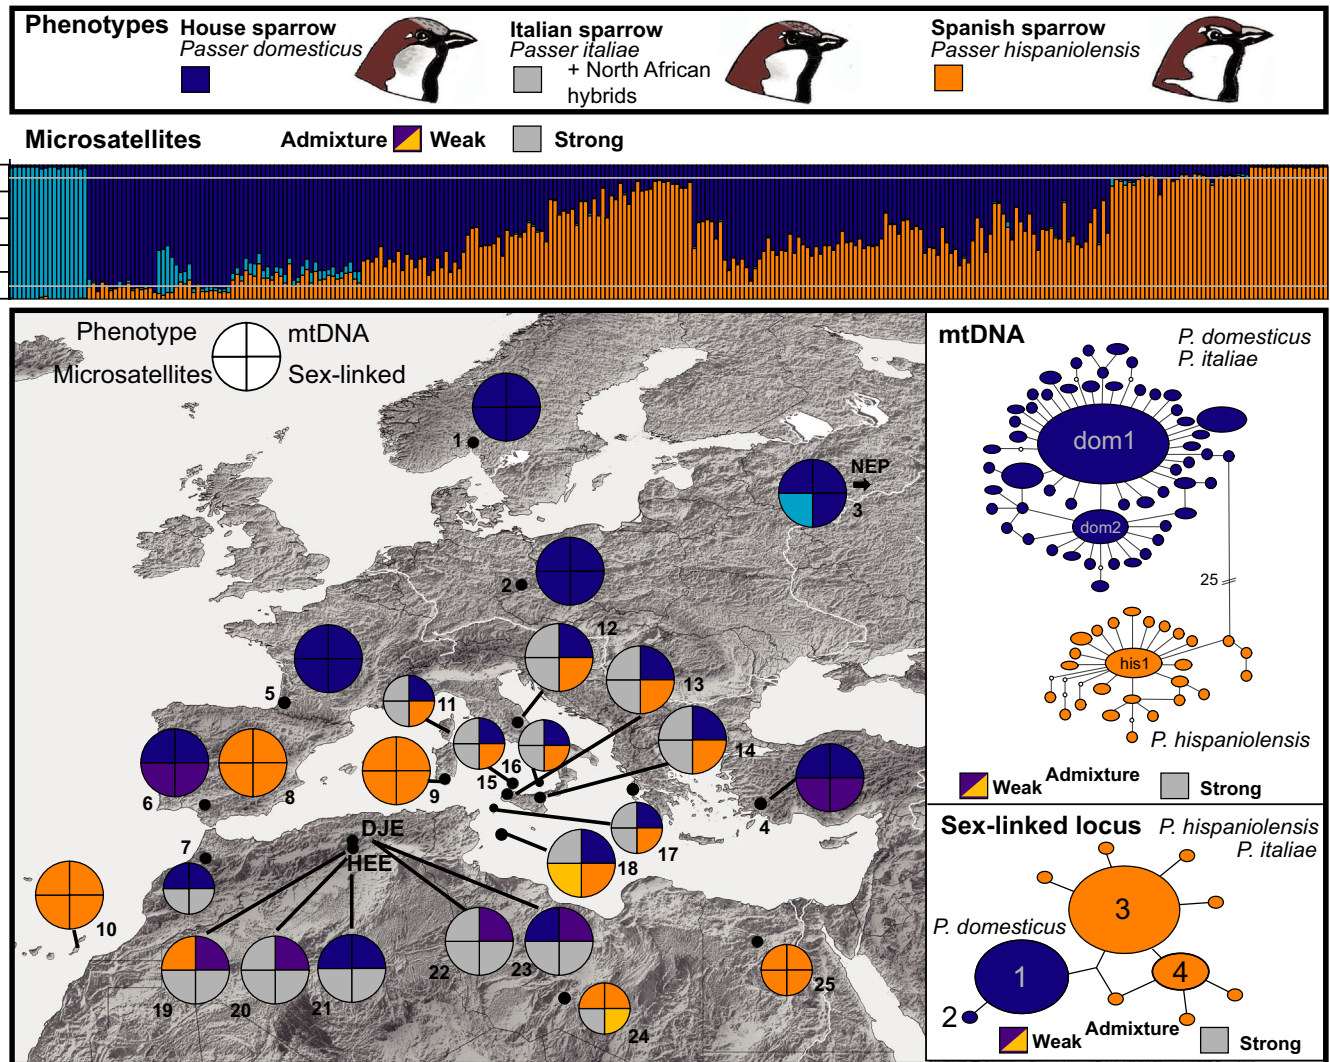 Phenotypes
House sparrow
Passer domesticus
Italian sparrow
Passer italiae
+ North African
hybrids
Spanish sparrow
Passer hispaniolensis
Microsatellites
Admixture Weak Strong
Phenotype mtDNA
Microsatellites Sex-linked
1
NEP
3
2
12
13
5
11
14
16
15
6
8
9
4
7
DJE
HEE
17
18
10
22
23
19
20
21
25
24
mtDNA
P. domesticus
P. italiae
dom1
dom2
25
his1
P. hispaniolensis
Weak Admixture Strong
Sex-linked locus
P. hispaniolensis
P. italiae
3
P. domesticus
1
4
2
Weak Admixture Strong